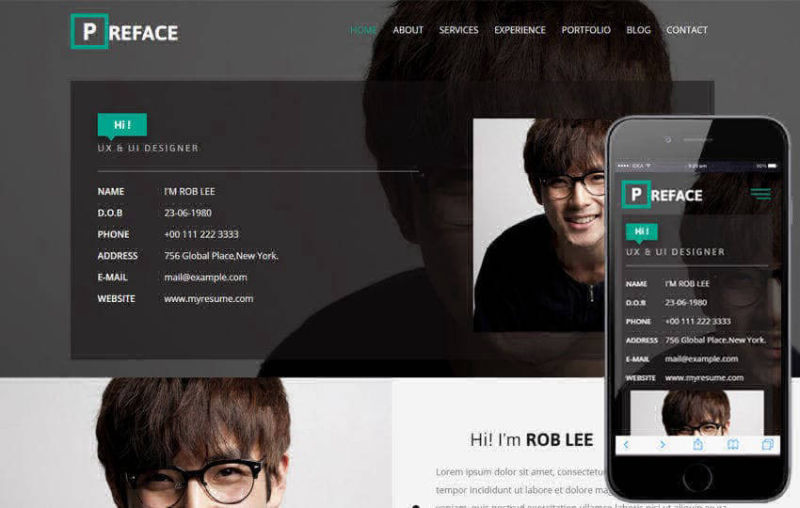 PREFACE
HOME ABOUT SERVICES EXPERIENCE PORTFOLIO BLOG CONTACT
Hi !
UX & UI DESIGNER
NAME I'M ROB LEE
D.O.B 23-06-1980
PHONE +00 111 222 3333
ADDRESS 756 Global Place,New York.
E-MAIL mail@example.com
WEBSITE www.myresume.com
Hi! I'm ROB LEE
Lorem ipsum dolor sit amet, consectetu
tempor incididunt ut labore et dolore mag
PREFACE
Hi !
UX & UI DESIGNER
NAME I'M ROB LEE
D.O.B 23-06-1980
PHONE +00 111 222 3333
ADDRESS 756 Global Place,New York.
E-MAIL mail@example.com
WEBSITE www.myresume.com